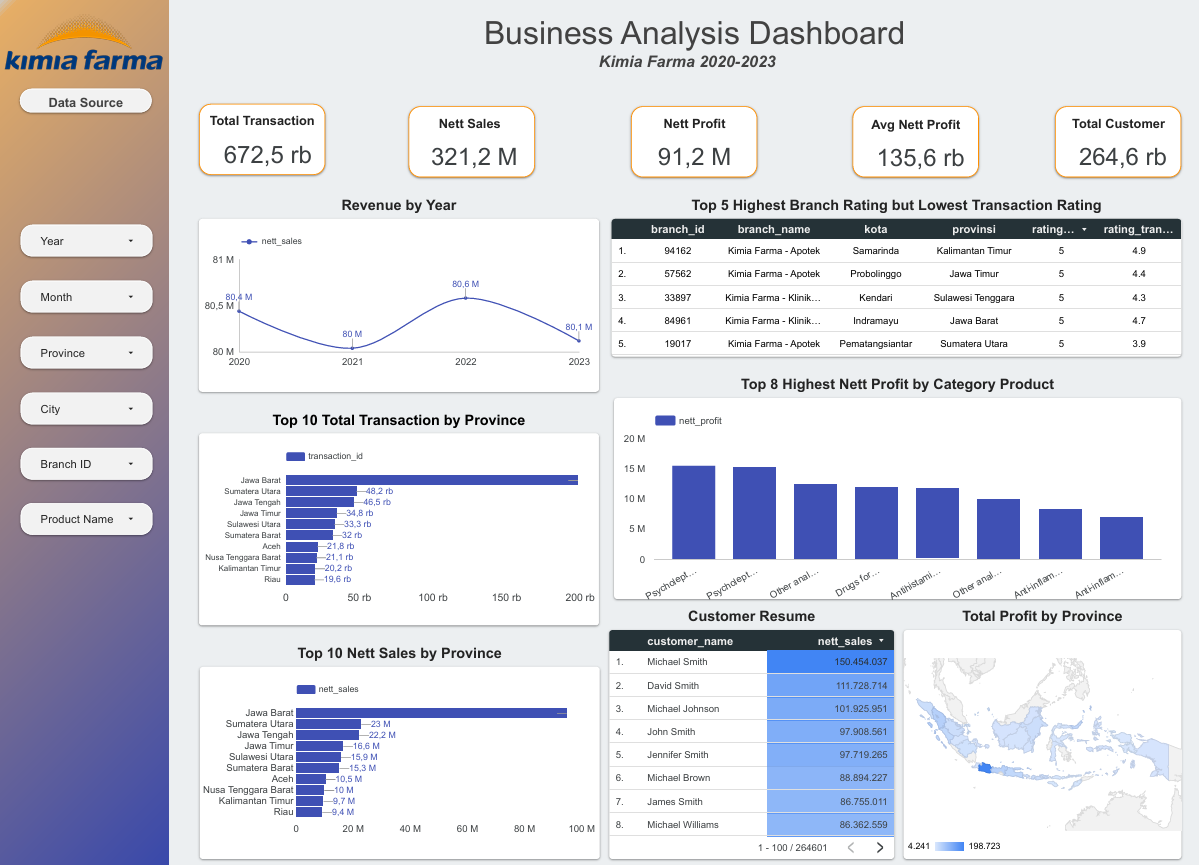 kimia farma
Data Source
Year
Month
Province
City
Branch ID
Product Name
Business Analysis Dashboard
Kimia Farma 2020-2023
Total Transaction
672,5 rb
Nett Sales
321,2 M
Nett Profit
91,2 M
Avg Nett Profit
135,6 rb
Total Customer
264,6 rb
Revenue by Year
nett_sales
81 M
80,5 M
80 M
80,4 M
80 M
80,6 M
80,1 M
2020 2021 2022 2023
Top 10 Total Transaction by Province
transaction_id
Jawa Barat
Sumatera Utara 48,2 rb
Jawa Tengah 46,5 rb
Jawa Timur 34,8 rb
Sulawesi Utara 33,3 rb
Sumatera Barat 32 rb
Aceh 21,8 rb
Nusa Tenggara Barat 21,1 rb
Kalimantan Timur 20,2 rb
Riau 19,6 rb
0 50 rb 100 rb 150 rb 200 rb
Top 10 Nett Sales by Province
nett_sales
Jawa Barat
Sumatera Utara 23 M
Jawa Tengah 22,2 M
Jawa Timur 16,6 M
Sulawesi Utara 15,9 M
Sumatera Barat 15,3 M
Aceh 10,5 M
Nusa Tenggara Barat 10 M
Kalimantan Timur 9,7 M
Riau 9,4 M
0 20 M 40 M 60 M 80 M 100 M
Top 5 Highest Branch Rating but Lowest Transaction Rating
branch_id branch_name kota provinsi rating… rating_tran…
1. 94162 Kimia Farma - Apotek Samarinda Kalimantan Timur 5 4.9
2. 57562 Kimia Farma - Apotek Probolinggo Jawa Timur 5 4.4
3. 33897 Kimia Farma - Klinik… Kendari Sulawesi Tenggara 5 4.3
4. 84961 Kimia Farma - Klinik… Indramayu Jawa Barat 5 4.7
5. 19017 Kimia Farma - Apotek Pematangsiantar Sumatera Utara 5 3.9
Top 8 Highest Nett Profit by Category Product
nett_profit
20 M
15 M
10 M
5 M
0
Psycholept… Psycholept… Other anal… Drugs for… Antihistami… Other anal… Anti-inflam… Anti-inflam…
Customer Resume
customer_name nett_sales
1. Michael Smith 150.454.037
2. David Smith 111.728.714
3. Michael Johnson 101.925.951
4. John Smith 97.908.561
5. Jennifer Smith 97.719.265
6. Michael Brown 88.894.227
7. James Smith 86.755.011
8. Michael Williams 86.362.559
1 - 100 / 264601
Total Profit by Province
4.241 198.723